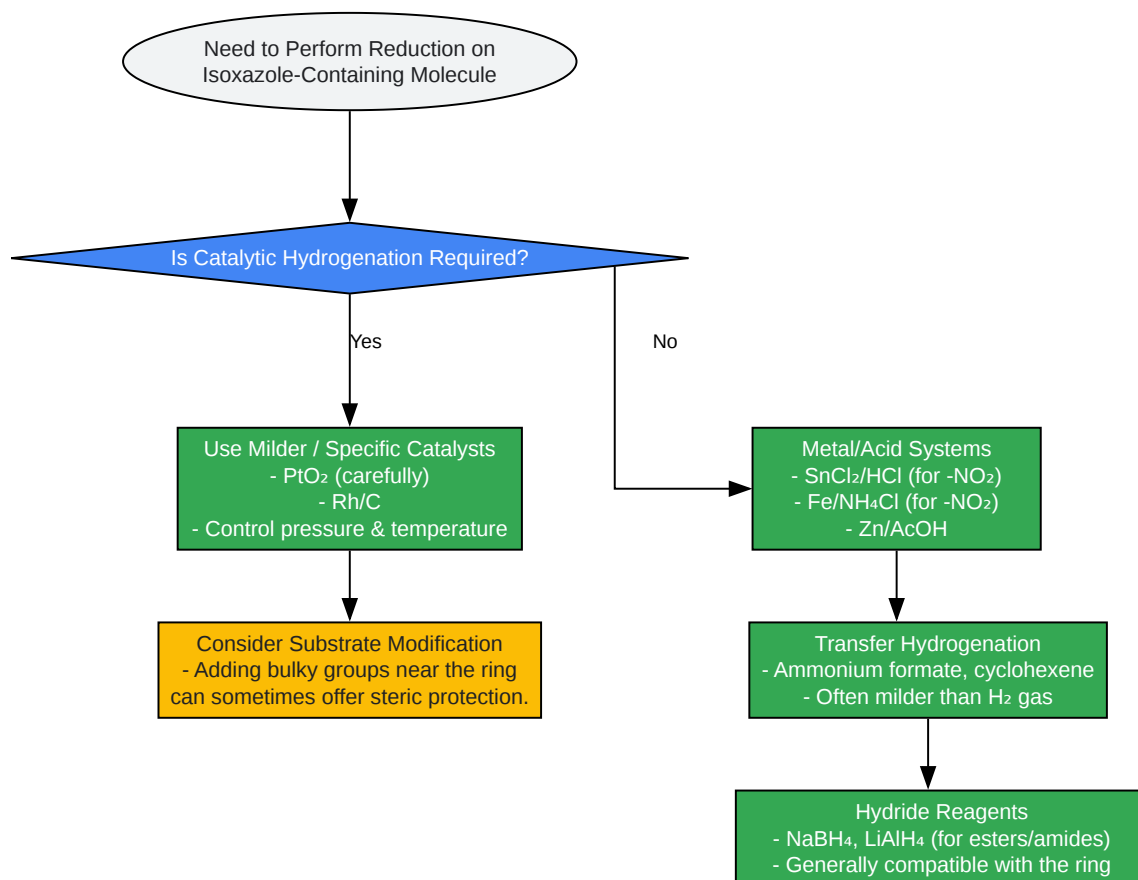 Need to Perform Reduction on
Isoxazole-Containing Molecule
Is Catalytic Hydrogenation Required?
Yes
No
Use Milder / Specific Catalysts
- PtO₂ (carefully)
- Rh/C
- Control pressure & temperature
Metal/Acid Systems
- SnCl₂/HCl (for -NO₂)
- Fe/NH₄Cl (for -NO₂)
- Zn/AcOH
Consider Substrate Modification
- Adding bulky groups near the ring
can sometimes offer steric protection.
Transfer Hydrogenation
- Ammonium formate, cyclohexene
- Often milder than H₂ gas
Hydride Reagents
- NaBH₄, LiAlH₄ (for esters/amides)
- Generally compatible with the ring